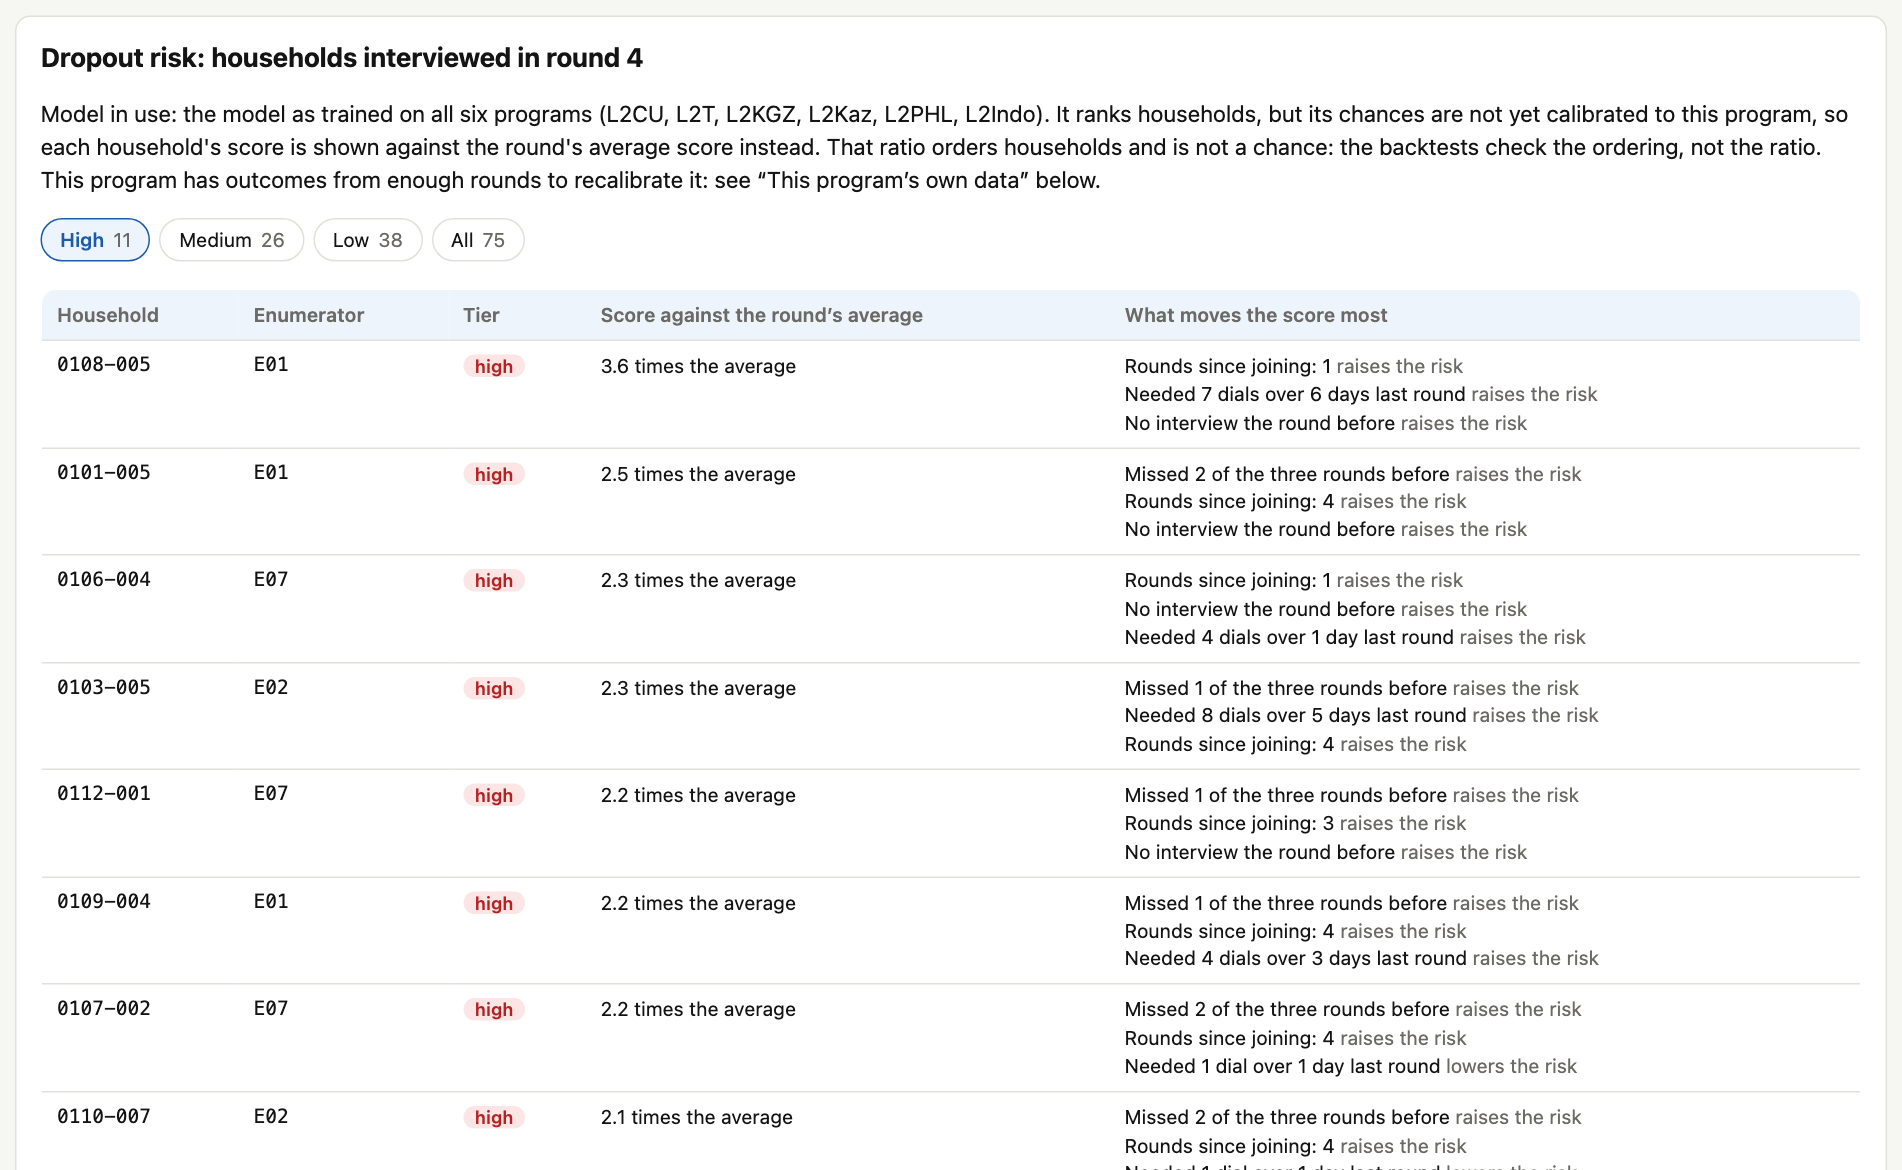 Dropout risk: households interviewed in round 4
Model in use: the model as trained on all six programs (L2CU, L2T, L2KGZ, L2Kaz, L2PHL, L2Indo). It ranks households, but its chances are not yet calibrated to this program, so
each household's score is shown against the round's average score instead. That ratio orders households and is not a chance: the backtests check the ordering, not the ratio.
This program has outcomes from enough rounds to recalibrate it: see “This program’s own data” below.
High 11 Medium 26 Low 38 All 75
Household Enumerator Tier Score against the round’s average What moves the score most
0108-005 E01 high 3.6 times the average Rounds since joining: 1 raises the risk
Needed 7 dials over 6 days last round raises the risk
No interview the round before raises the risk
0101-005 E01 high 2.5 times the average Missed 2 of the three rounds before raises the risk
Rounds since joining: 4 raises the risk
No interview the round before raises the risk
0106-004 E07 high 2.3 times the average Rounds since joining: 1 raises the risk
No interview the round before raises the risk
Needed 4 dials over 1 day last round raises the risk
0103-005 E02 high 2.3 times the average Missed 1 of the three rounds before raises the risk
Needed 8 dials over 5 days last round raises the risk
Rounds since joining: 4 raises the risk
0112-001 E07 high 2.2 times the average Missed 1 of the three rounds before raises the risk
Rounds since joining: 3 raises the risk
No interview the round before raises the risk
0109-004 E01 high 2.2 times the average Missed 1 of the three rounds before raises the risk
Rounds since joining: 4 raises the risk
Needed 4 dials over 3 days last round raises the risk
0107-002 E07 high 2.2 times the average Missed 2 of the three rounds before raises the risk
Rounds since joining: 4 raises the risk
Needed 1 dial over 1 day last round lowers the risk
0110-007 E02 high 2.1 times the average Missed 2 of the three rounds before raises the risk
Rounds since joining: 4 raises the risk